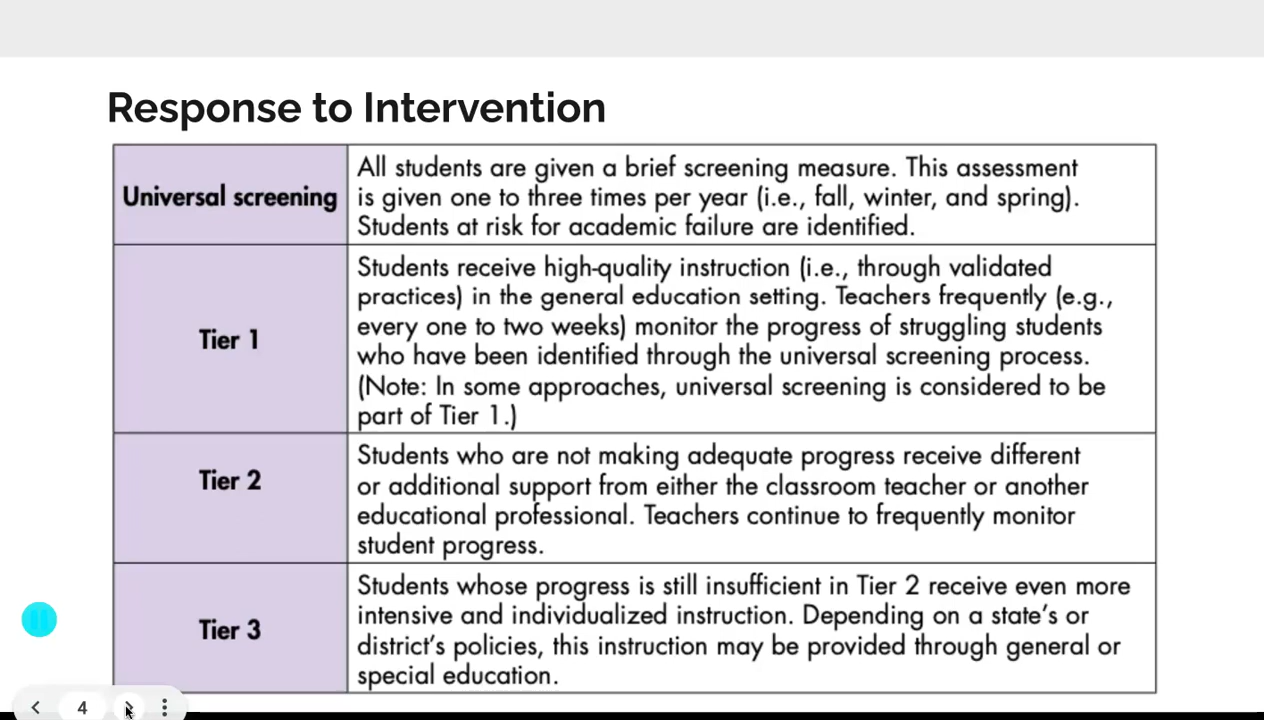 Response to Intervention
Universal screening
All students are given a brief screening measure. This assessment
is given one to three times per year (i.e., fall, winter, and spring).
Students at risk for academic failure are identified.
Tier 1
Students receive high-quality instruction (i.e., through validated
practices) in the general education setting. Teachers frequently (e.g.,
every one to two weeks) monitor the progress of struggling students
who have been identified through the universal screening process.
(Note: In some approaches, universal screening is considered to be
part of Tier 1.)
Tier 2
Students who are not making adequate progress receive different
or additional support from either the classroom teacher or another
educational professional. Teachers continue to frequently monitor
student progress.
Tier 3
Students whose progress is still insufficient in Tier 2 receive even more
intensive and individualized instruction. Depending on a state's or
district's policies, this instruction may be provided through general or
special education.
4